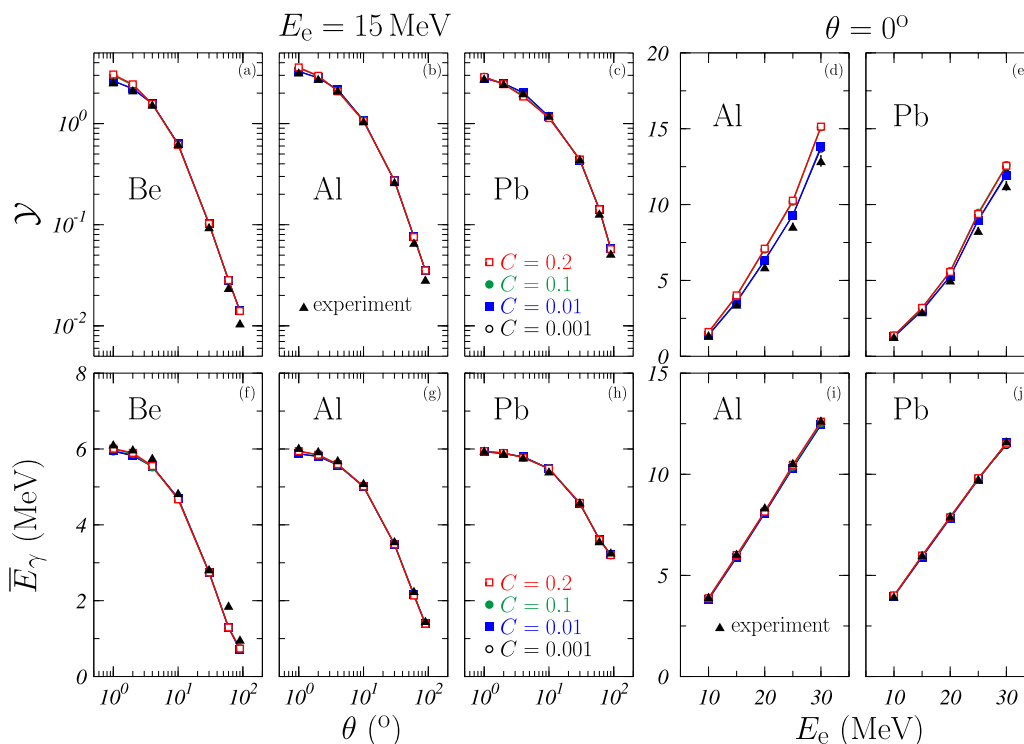 E_e = 15 MeV
θ = 0°
(a)
(b)
(c)
(d)
(e
Be
Al
Pb
Al
Pb
𝒴
10^0
10^-1
10^-2
20
15
10
5
0
▲ experiment
C = 0.2
C = 0.1
C = 0.01
C = 0.001
(f)
(g)
(h)
(i)
(j
Be
Al
Pb
Al
Pb
E̅_γ (MeV)
8
6
4
2
0
15
10
5
0
C = 0.2
C = 0.1
C = 0.01
C = 0.001
▲ experiment
10^0 10^1 10^2
10^0 10^1 10^2
10^0 10^1 10^2
10 20 30
10 20 30
θ (°)
E_e (MeV)